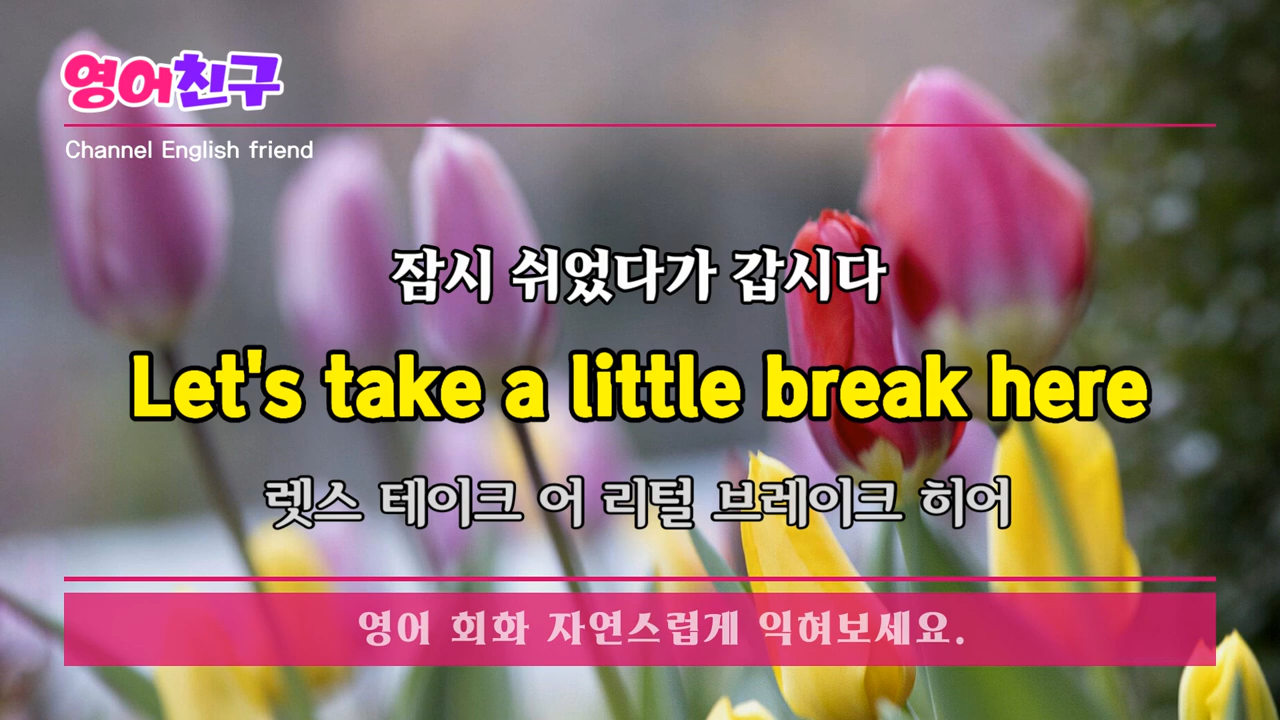 영어친구
Channel English friend
잠시 쉬었다가 갑시다
Let's take a little break here
렛스 테이크 어 리털 브레이크 히어
영어 회화 자연스럽게 익혀보세요.